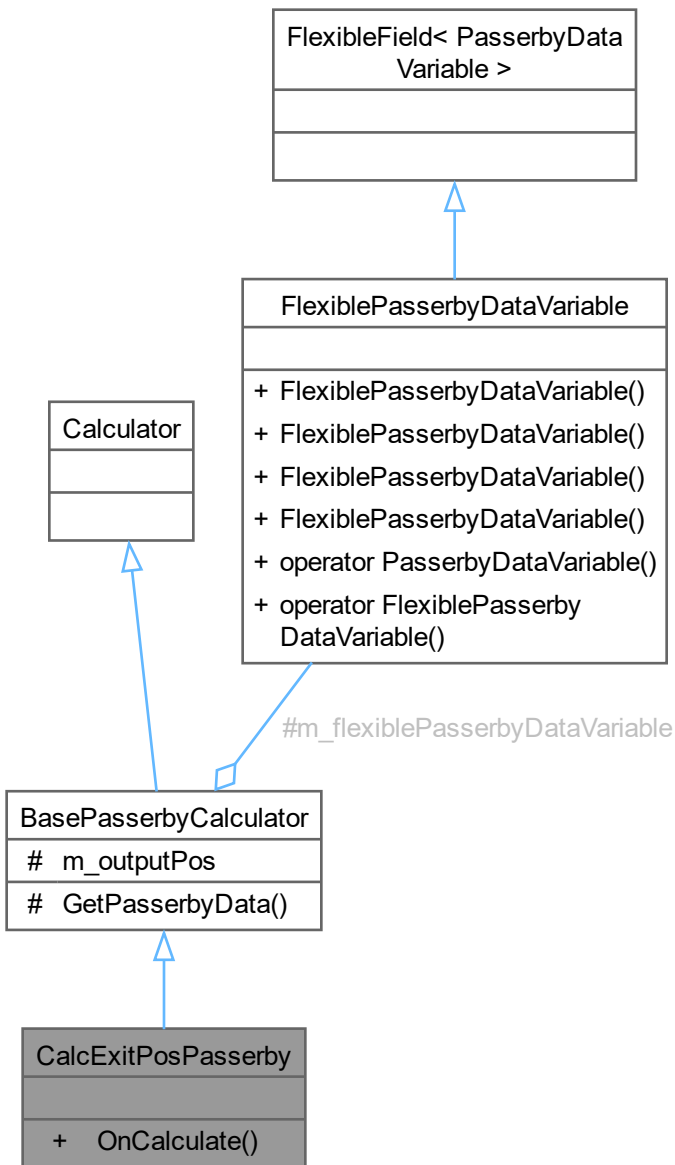 FlexibleField< PasserbyData
Variable >
FlexiblePasserbyDataVariable
+ FlexiblePasserbyDataVariable()
+ FlexiblePasserbyDataVariable()
+ FlexiblePasserbyDataVariable()
+ FlexiblePasserbyDataVariable()
+ operator PasserbyDataVariable()
+ operator FlexiblePasserby
DataVariable()
Calculator
#m_flexiblePasserbyDataVariable
BasePasserbyCalculator
# m_outputPos
# GetPasserbyData()
CalcExitPosPasserby
+ OnCalculate()